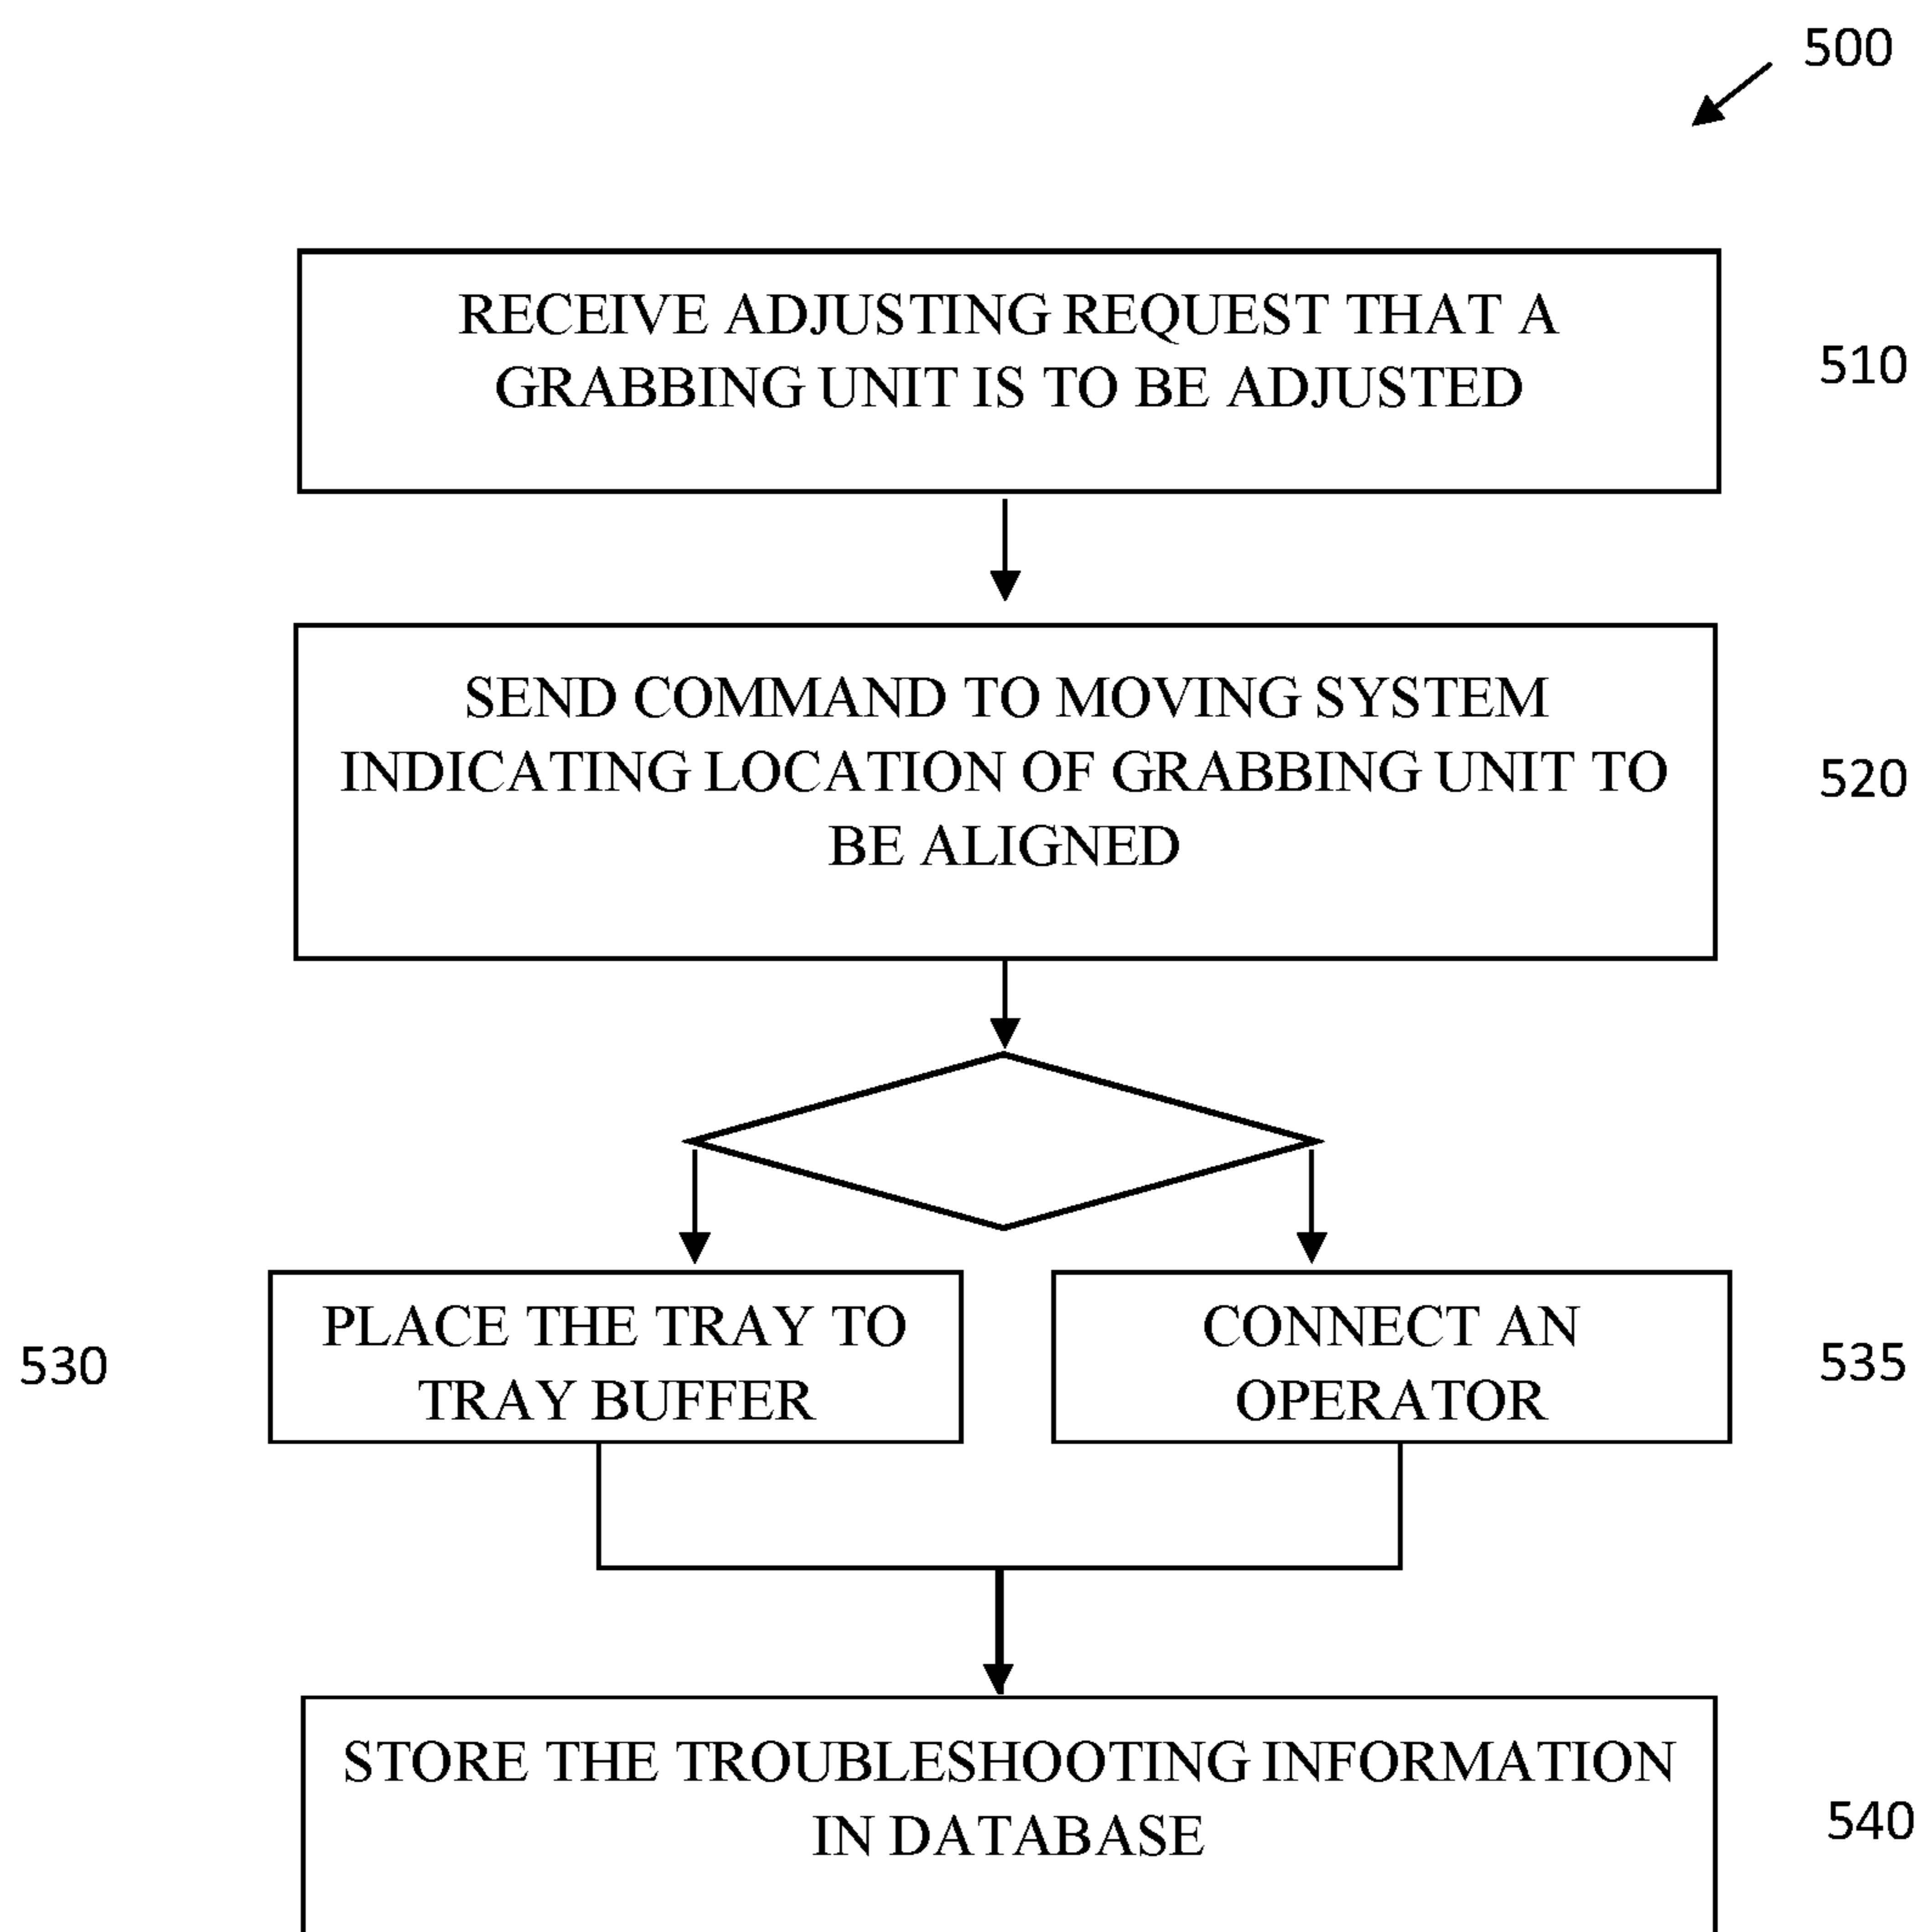 500
RECEIVE ADJUSTING REQUEST THAT A
GRABBING UNIT IS TO BE ADJUSTED
510
SEND COMMAND TO MOVING SYSTEM
INDICATING LOCATION OF GRABBING UNIT TO
BE ALIGNED
520
530
PLACE THE TRAY TO
TRAY BUFFER
CONNECT AN
OPERATOR
535
STORE THE TROUBLESHOOTING INFORMATION
IN DATABASE
540